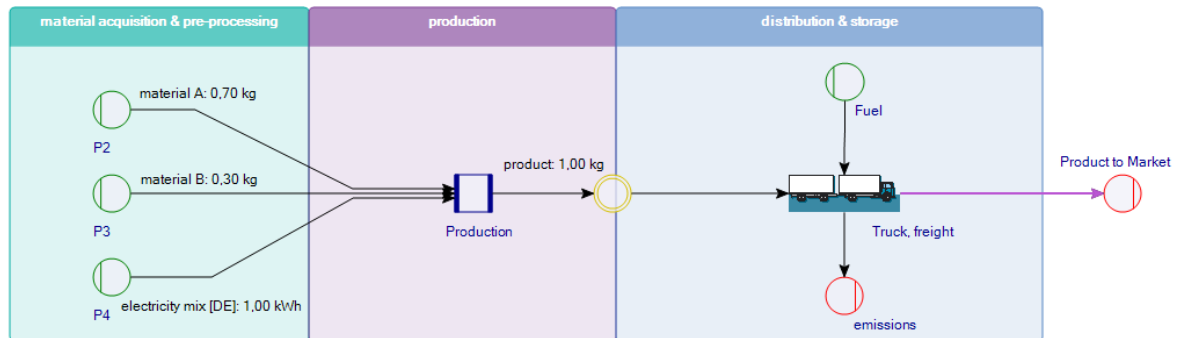 material acquisition & pre-processing
production
distribution & storage
material A: 0,70 kg
P2
material B: 0,30 kg
P3
electricity mix [DE]: 1,00 kWh
P4
Production
product: 1,00 kg
Fuel
Truck, freight
emissions
Product to Market